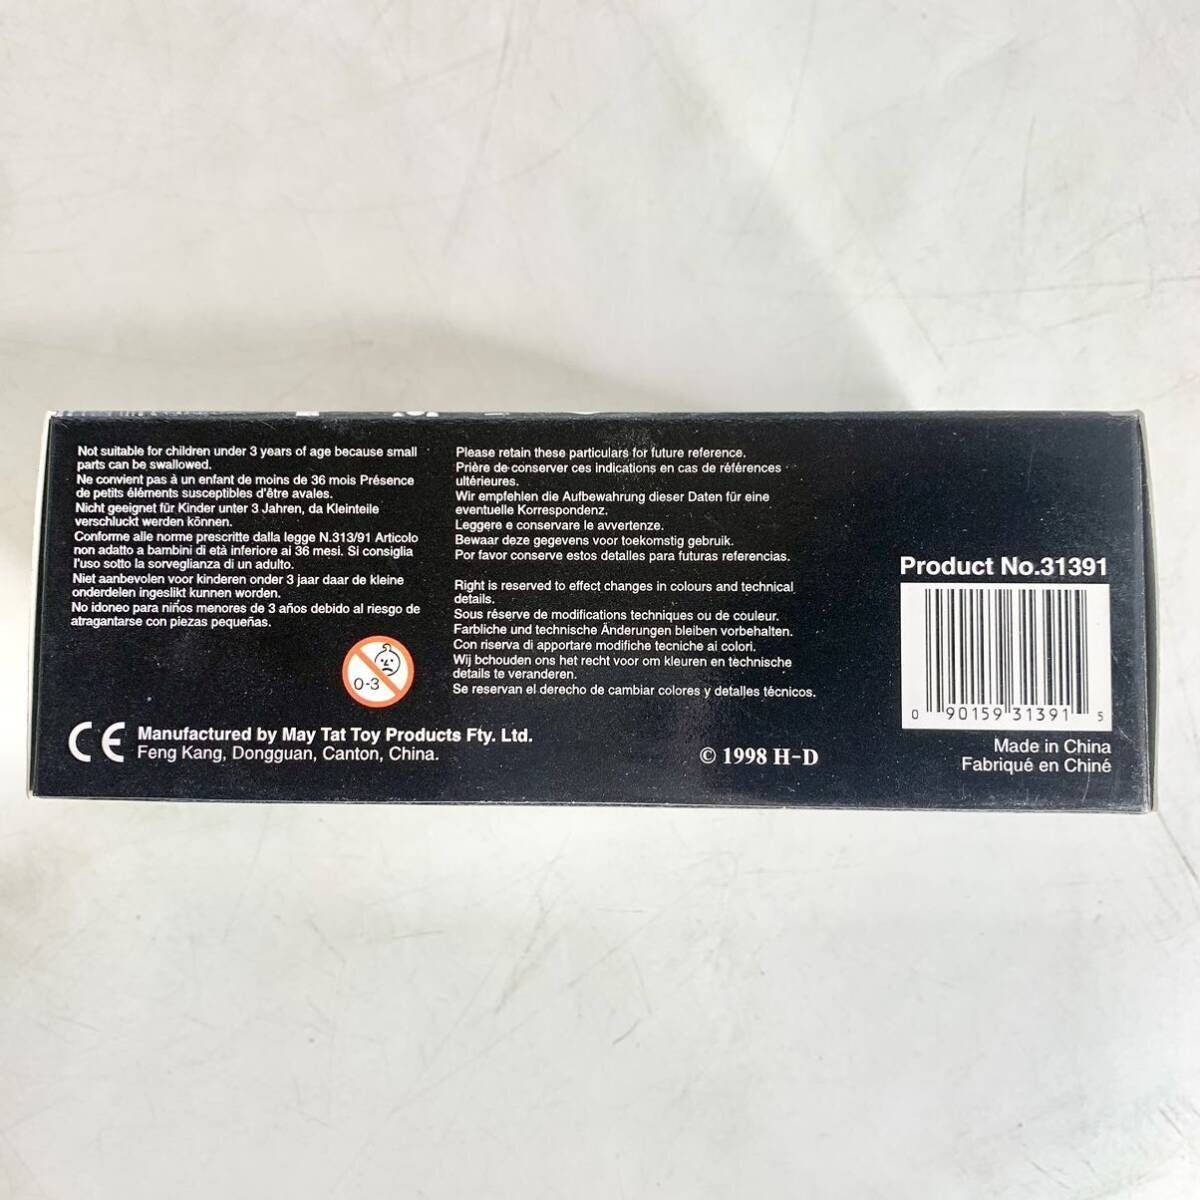 Not suitable for children under 3 years of age because small
parts can be swallowed.
Ne convient pas à un enfant de moins de 36 mois Présence
de petits éléments susceptibles d'être avales.
Nicht geeignet für Kinder unter 3 Jahren, da Kleinteile
verschluckt werden können.
Conforme alle norme prescritte dalla legge N.313/91 Articolo
non adatto a bambini di età inferiore ai 36 mesi. Si consiglia
l'uso sotto la sorveglianza di un adulto.
Niet aanbevolen voor kinderen onder 3 jaar daar de kleine
onderdelen ingeslikt kunnen worden.
No idoneo para niños menores de 3 años debido al riesgo de
atragantarse con piezas pequeñas.
0-3
CE Manufactured by May Tat Toy Products Fty. Ltd.
Feng Kang, Dongguan, Canton, China.
Please retain these particulars for future reference.
Prière de conserver ces indications en cas de références
ultérieures.
Wir empfehlen die Aufbewahrung dieser Daten für eine
eventuelle Korrespondenz.
Leggere e conservare le avvertenze.
Bewaar deze gegevens voor toekomstig gebruik.
Por favor conserve estos detalles para futuras referencias.
Right is reserved to effect changes in colours and technical
details.
Sous réserve de modifications techniques ou de couleur.
Farbliche und technische Änderungen bleiben vorbehalten.
Con riserva di apportare modifiche tecniche ai colori.
Wij bchouden ons het recht voor om kleuren en technische
details te veranderen.
Se reservan el derecho de cambiar colores y detalles técnicos.
© 1998 H-D
Product No.31391
0 90159 31391 5
Made in China
Fabriqué en Chiné